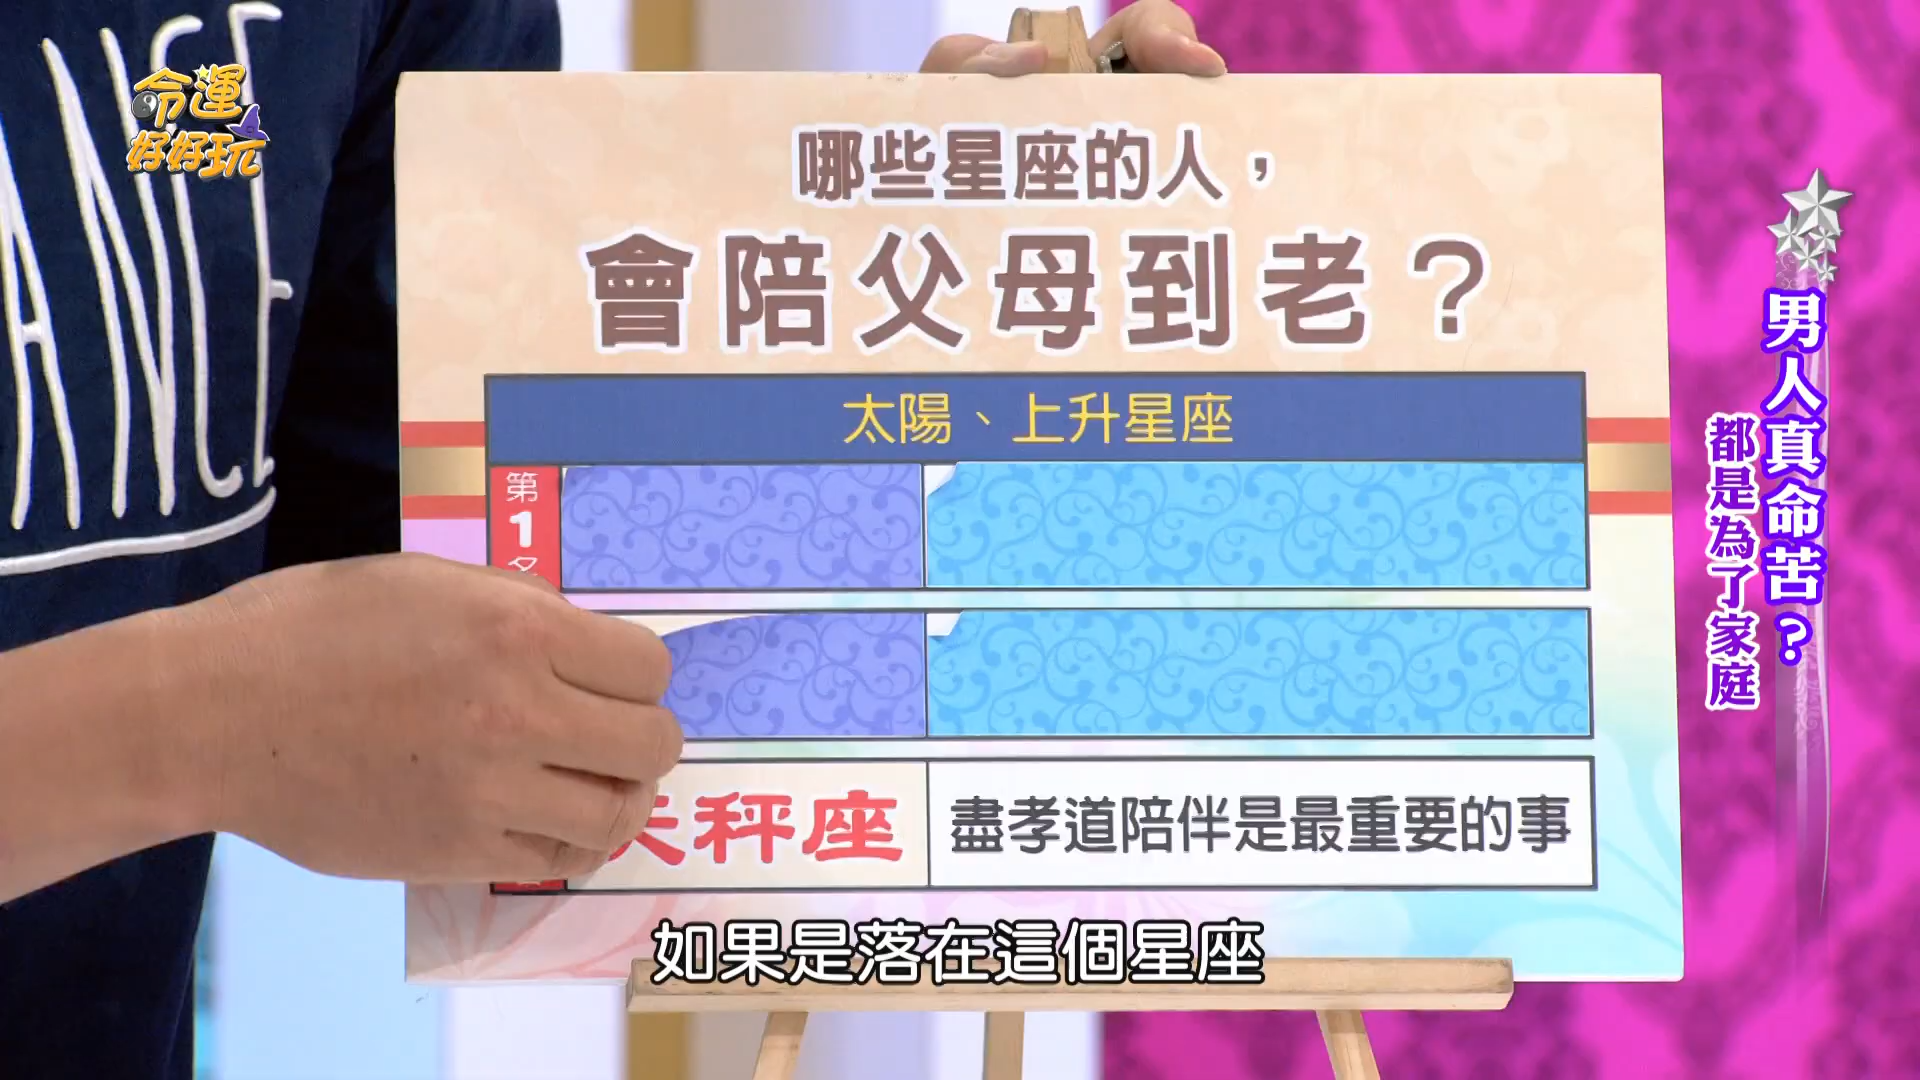 ANCE
命運
好好玩
哪些星座的人，
會陪父母到老？
太陽、上升星座
第1名
天秤座
盡孝道陪伴是最重要的事
如果是落在這個星座
男人真命苦？
都是為了家庭